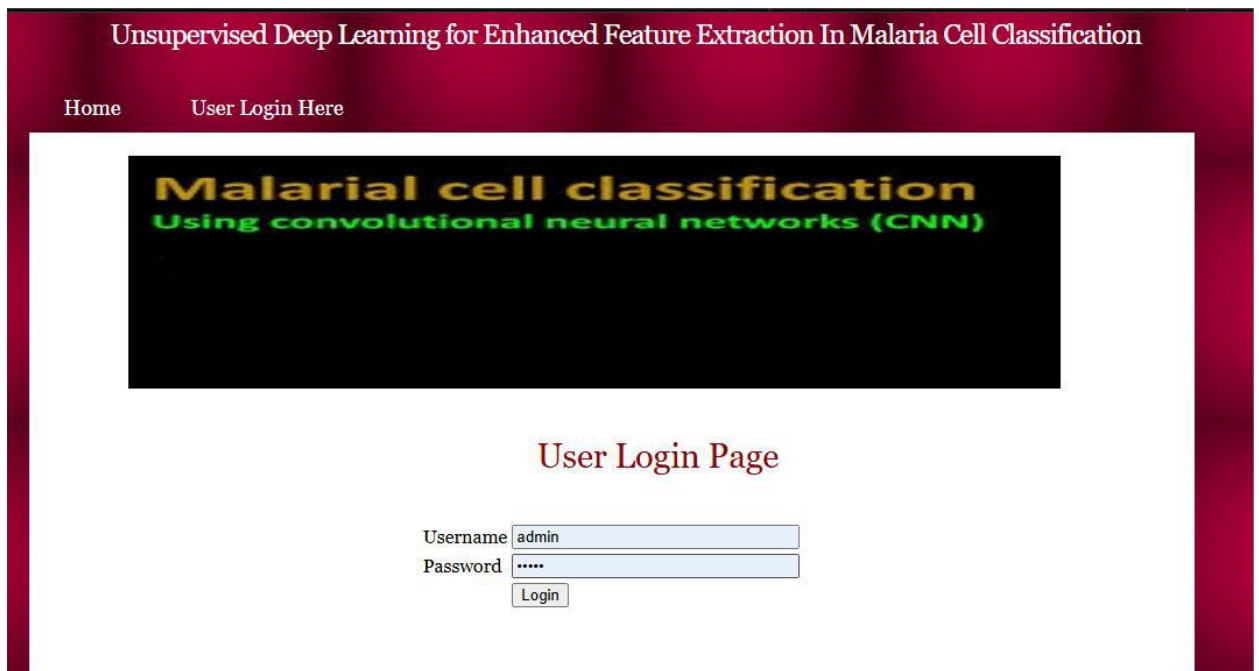 Unsupervised Deep Learning for Enhanced Feature Extraction In Malaria Cell Classification
Home User Login Here
Malarial cell classification
Using convolutional neural networks (CNN)
User Login Page
Username admin
Password •••••
Login